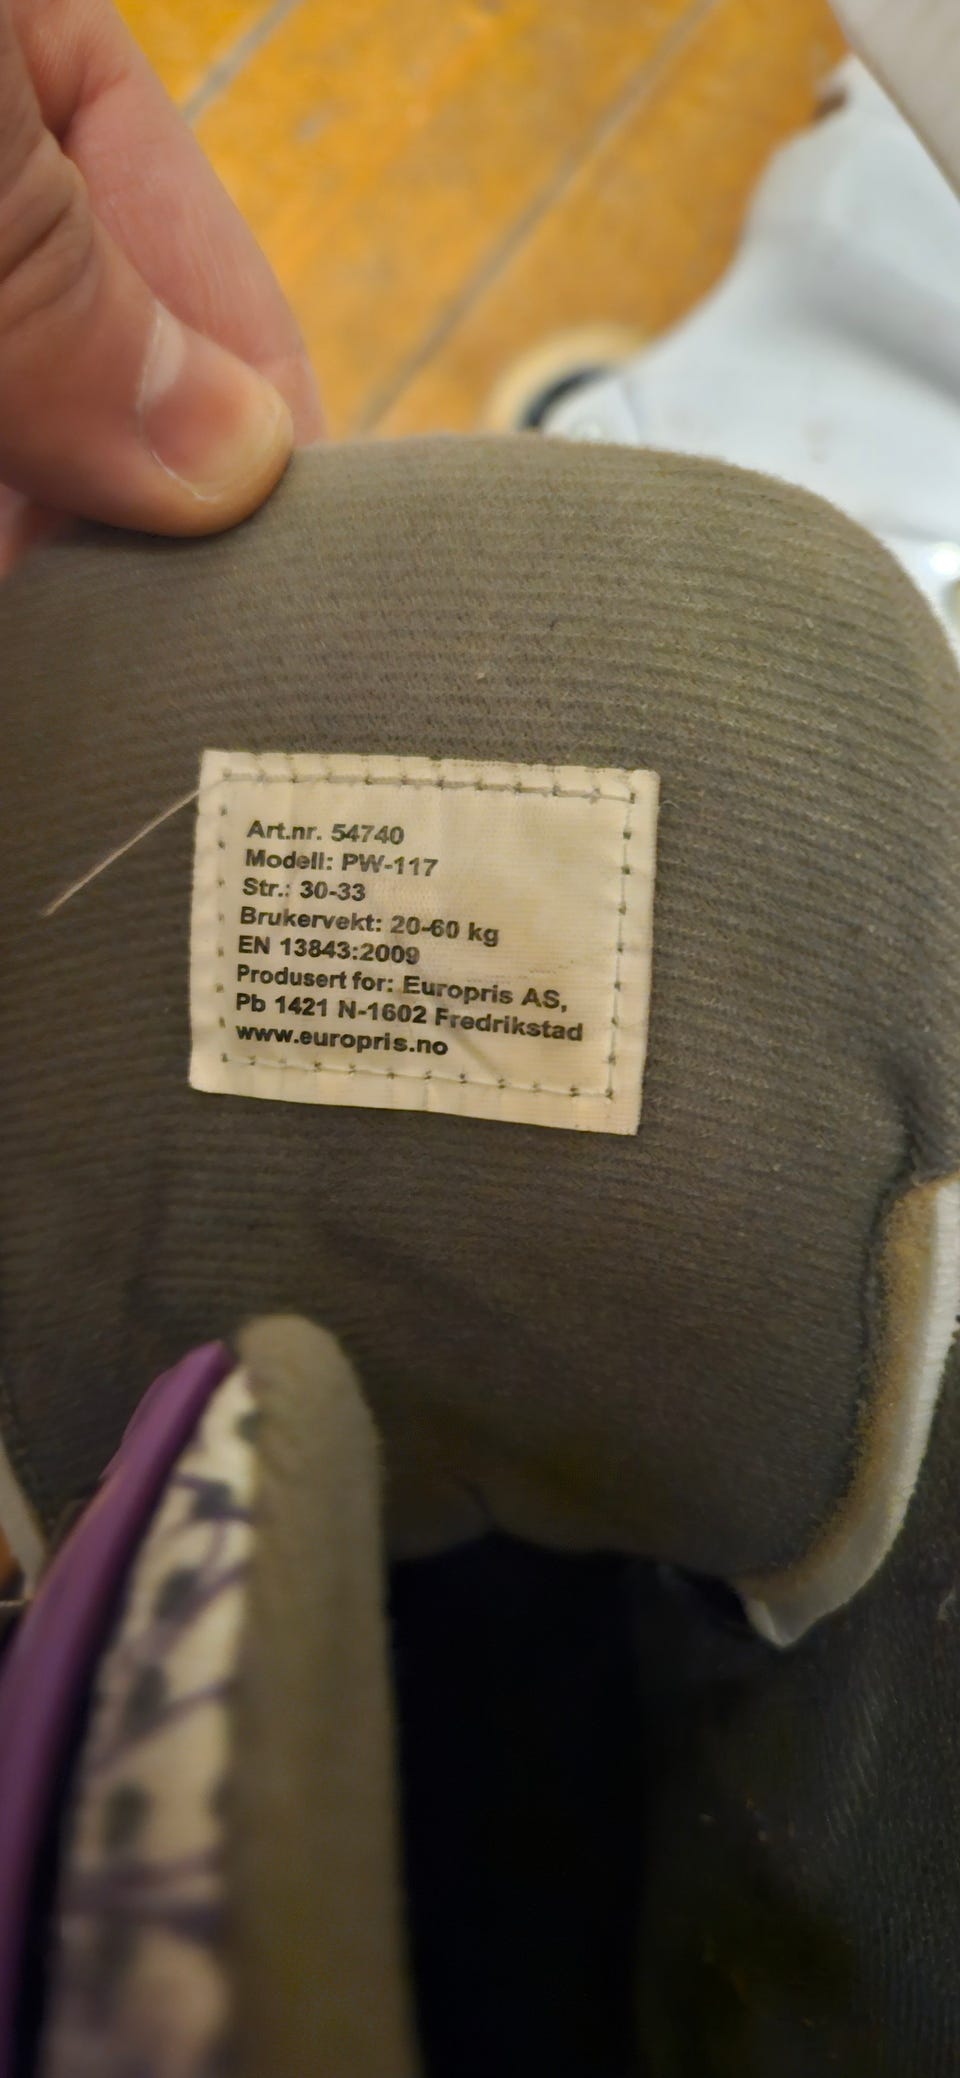 Art.nr. 54740
Modell: PW-117
Str.: 30-33
Brukervekt: 20-60 kg
EN 13843:2009
Produsert for: Europris AS,
Pb 1421 N-1602 Fredrikstad
www.europris.no